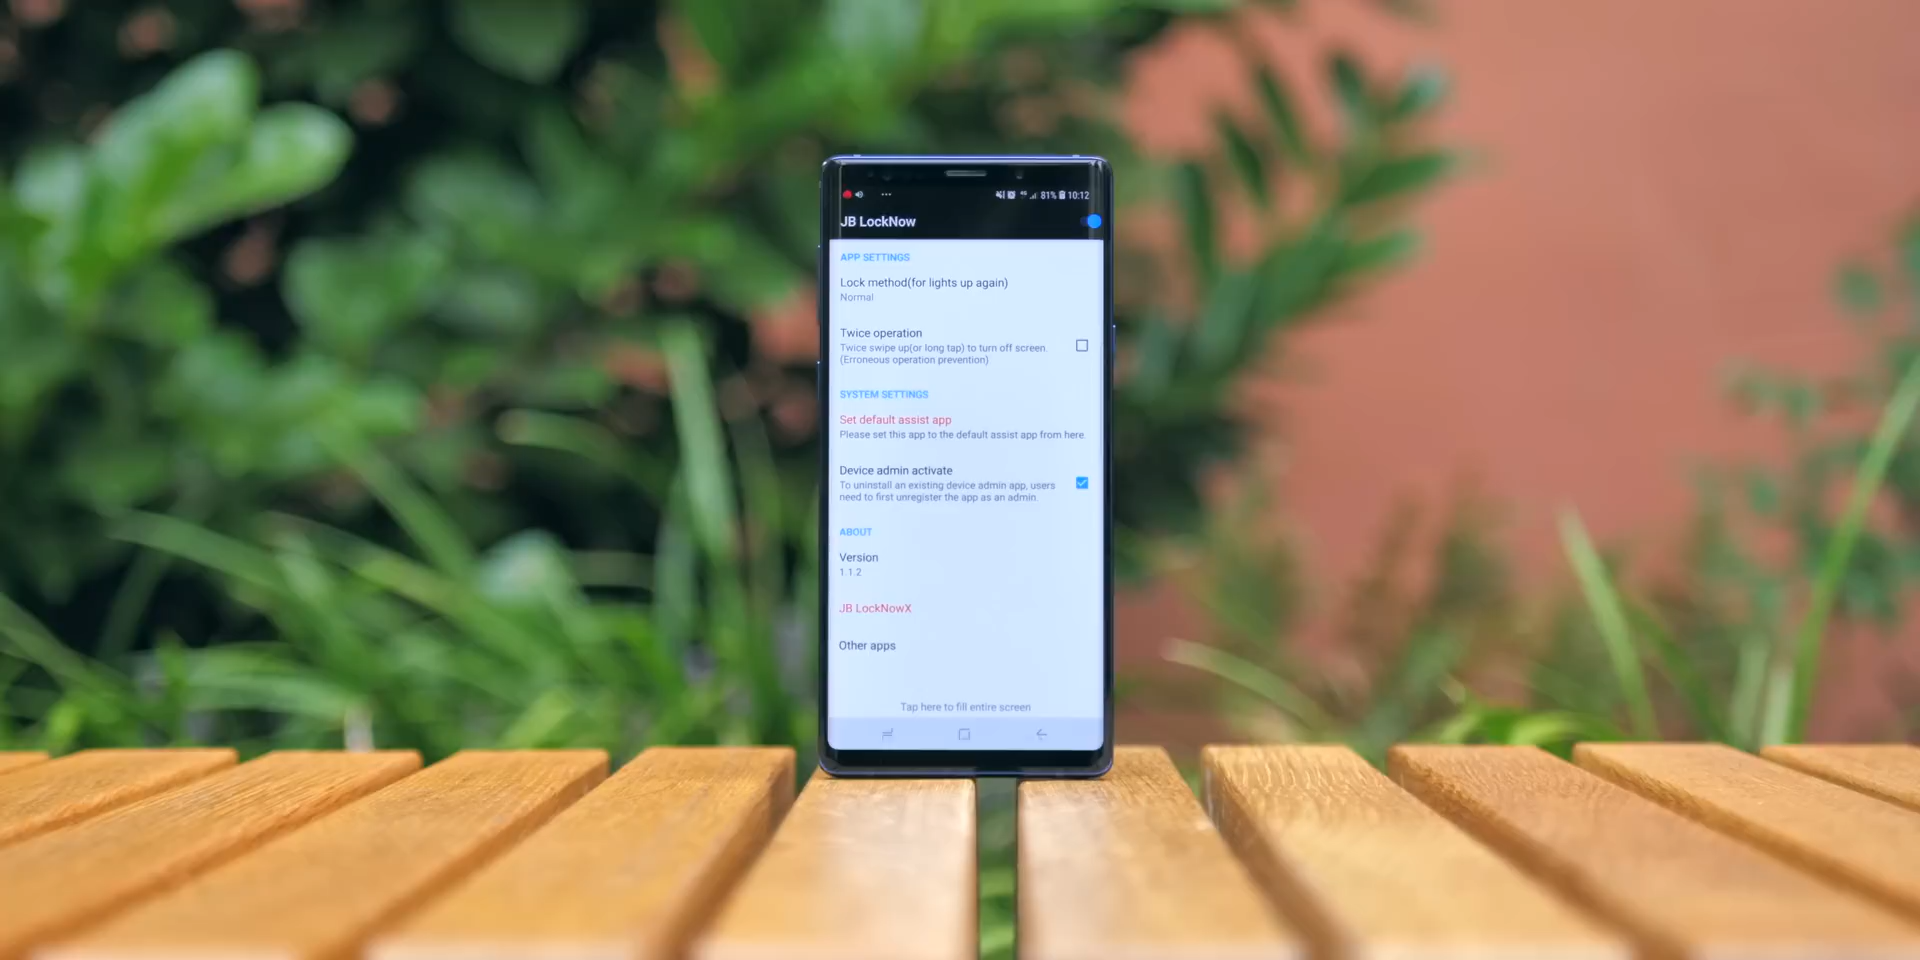 81% 10:12
JB LockNow
APP SETTINGS
Lock method(for lights up again)
Normal
Twice operation
Twice swipe up(or long tap) to turn off screen.
(Erroneous operation prevention)
SYSTEM SETTINGS
Set default assist app
Please set this app to the default assist app from here.
Device admin activate
To uninstall an existing device admin app, users
need to first unregister the app as an admin.
ABOUT
Version
1.1.2
JB LockNowX
Other apps
Tap here to fill entire screen